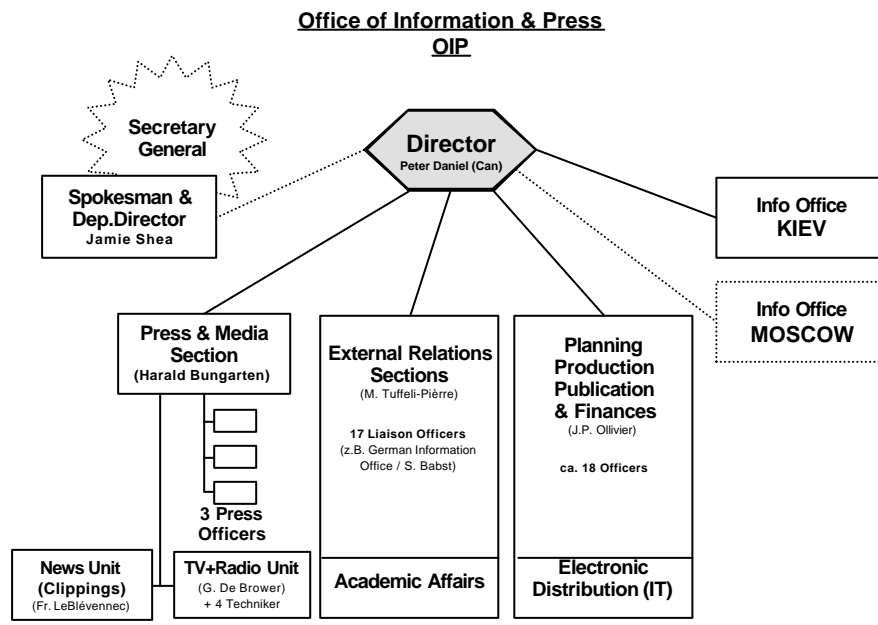 Office of Information & Press
OIP
Secretary
General
Director
Peter Daniel (Can)
Spokesman &
Dep.Director
Jamie Shea
Info Office
KIEV
Info Office
MOSCOW
Press & Media
Section
(Harald Bungarten)
External Relations
Sections
(M. Tuffeli-Pièrre)
17 Liaison Officers
(z.B. German Information
Office / S. Babst)
Planning
Production
Publication
& Finances
(J.P. Ollivier)
ca. 18 Officers
3 Press
Officers
News Unit
(Clippings)
(Fr. LeBlévennec)
TV+Radio Unit
(G. De Brower)
+ 4 Techniker
Academic Affairs
Electronic
Distribution (IT)